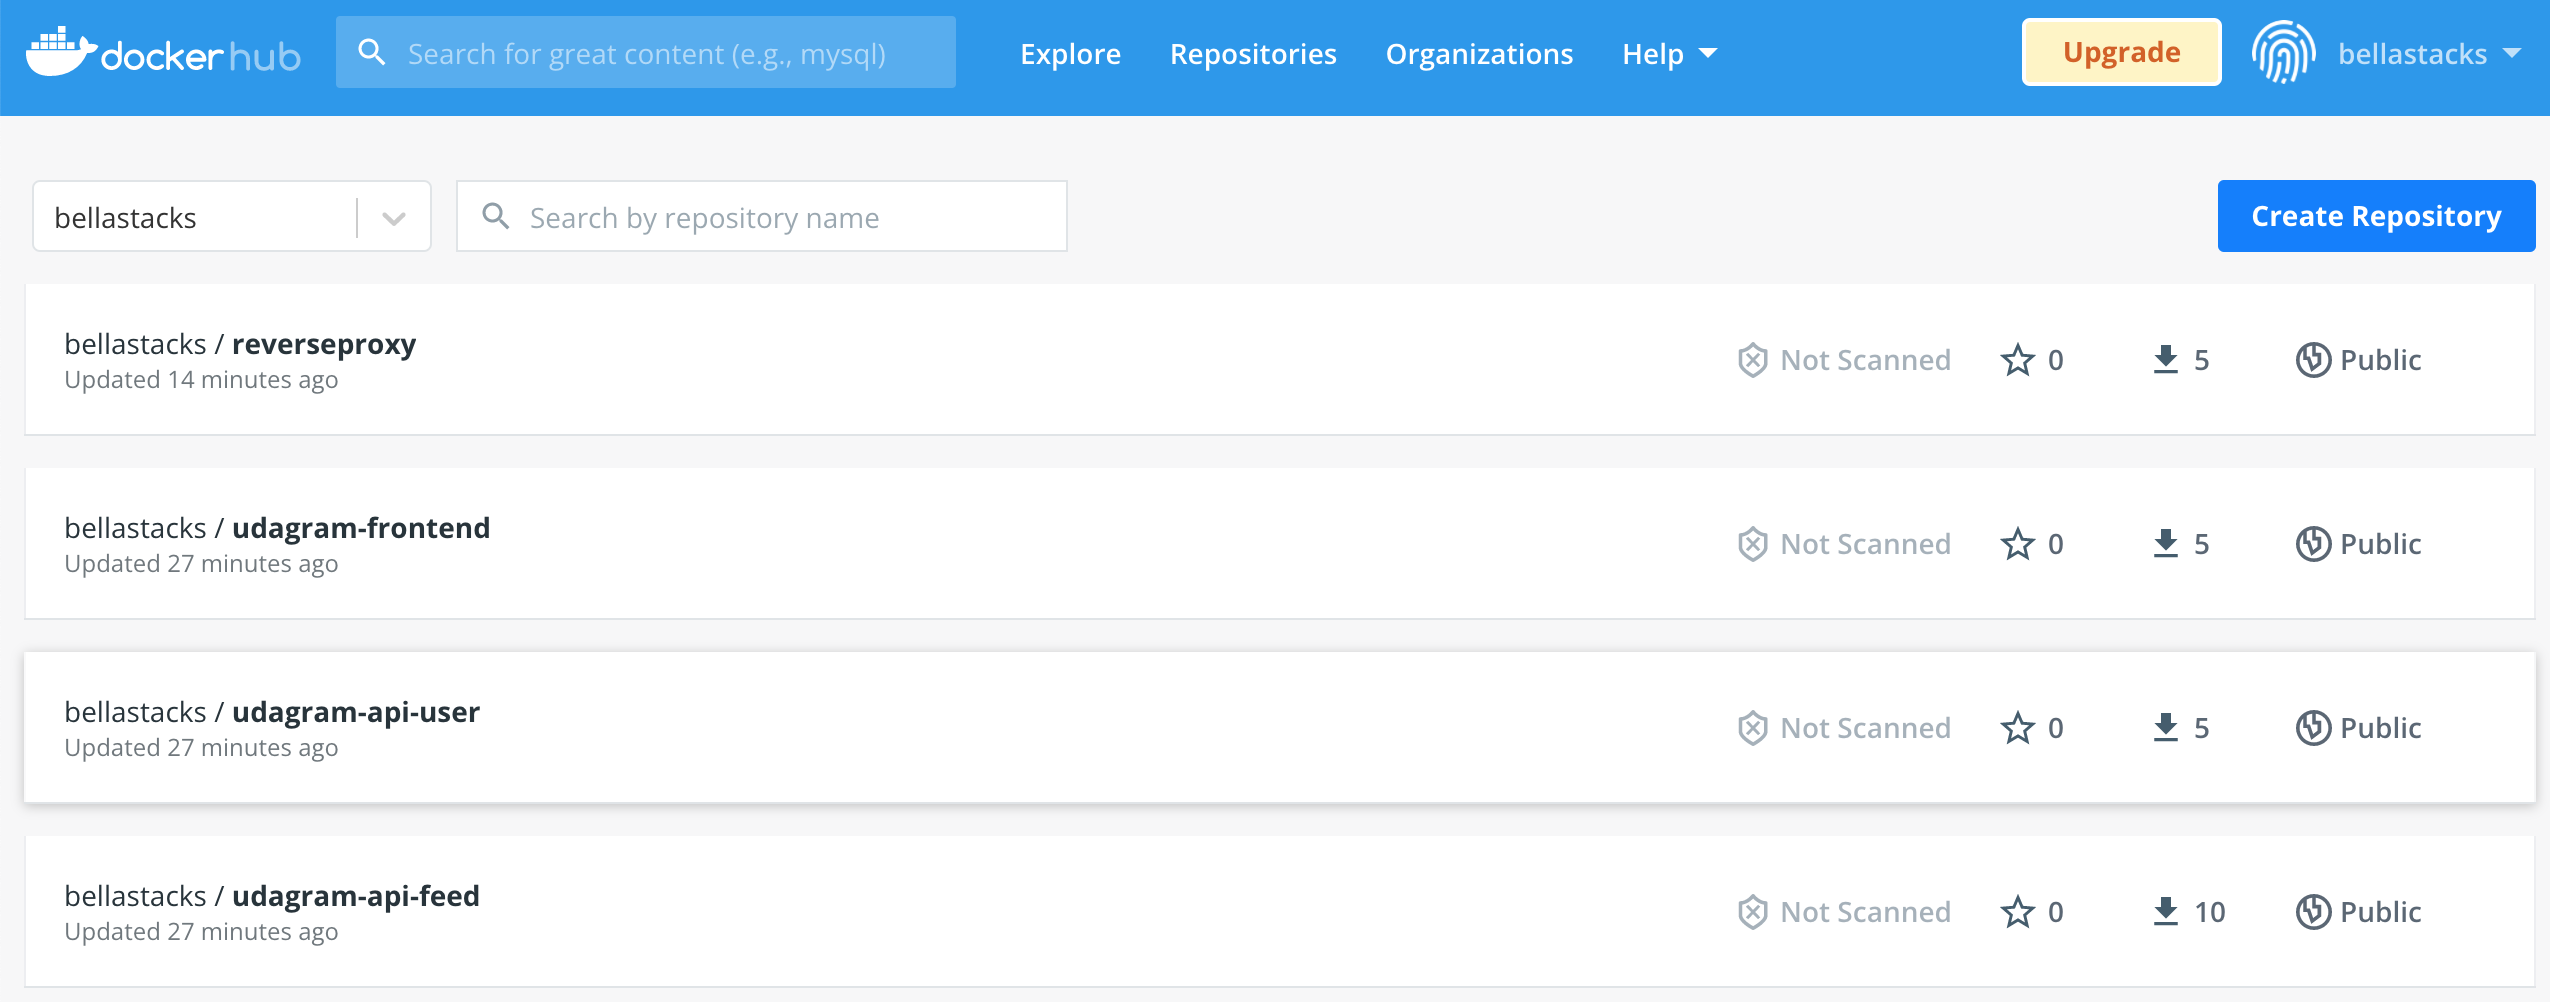 dockerhub
Search for great content (e.g., mysql)
Explore
Repositories
Organizations
Help
Upgrade
bellastacks
bellastacks
Search by repository name
Create Repository
bellastacks / reverseproxy
Updated 14 minutes ago
Not Scanned
0
5
Public
bellastacks / udagram-frontend
Updated 27 minutes ago
Not Scanned
0
5
Public
bellastacks / udagram-api-user
Updated 27 minutes ago
Not Scanned
0
5
Public
bellastacks / udagram-api-feed
Updated 27 minutes ago
Not Scanned
0
10
Public